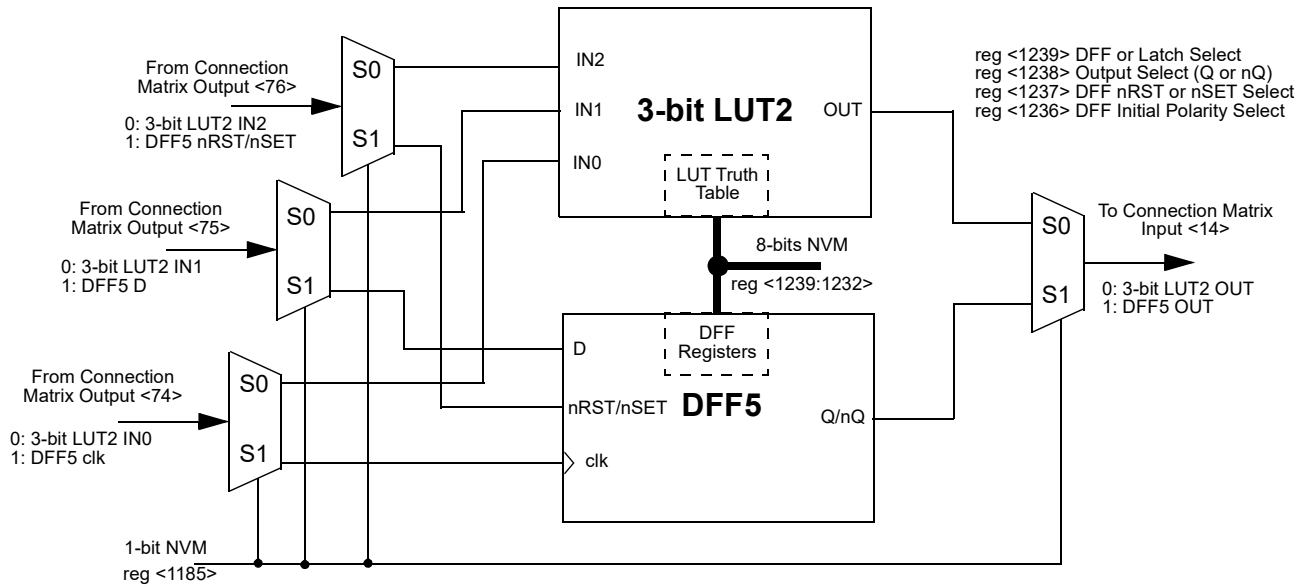 From Connection
Matrix Output <76>
0: 3-bit LUT2 IN2
1: DFF5 nRST/nSET
S0
S1
From Connection
Matrix Output <75>
0: 3-bit LUT2 IN1
1: DFF5 D
S0
S1
From Connection
Matrix Output <74>
0: 3-bit LUT2 IN0
1: DFF5 clk
S0
S1
1-bit NVM
reg <1185>
IN2
IN1
IN0
3-bit LUT2
OUT
LUT Truth
Table
8-bits NVM
reg <1239:1232>
DFF
Registers
D
nRST/nSET
clk
DFF5
Q/nQ
reg <1239> DFF or Latch Select
reg <1238> Output Select (Q or nQ)
reg <1237> DFF nRST or nSET Select
reg <1236> DFF Initial Polarity Select
S0
S1
To Connection Matrix
Input <14>
0: 3-bit LUT2 OUT
1: DFF5 OUT